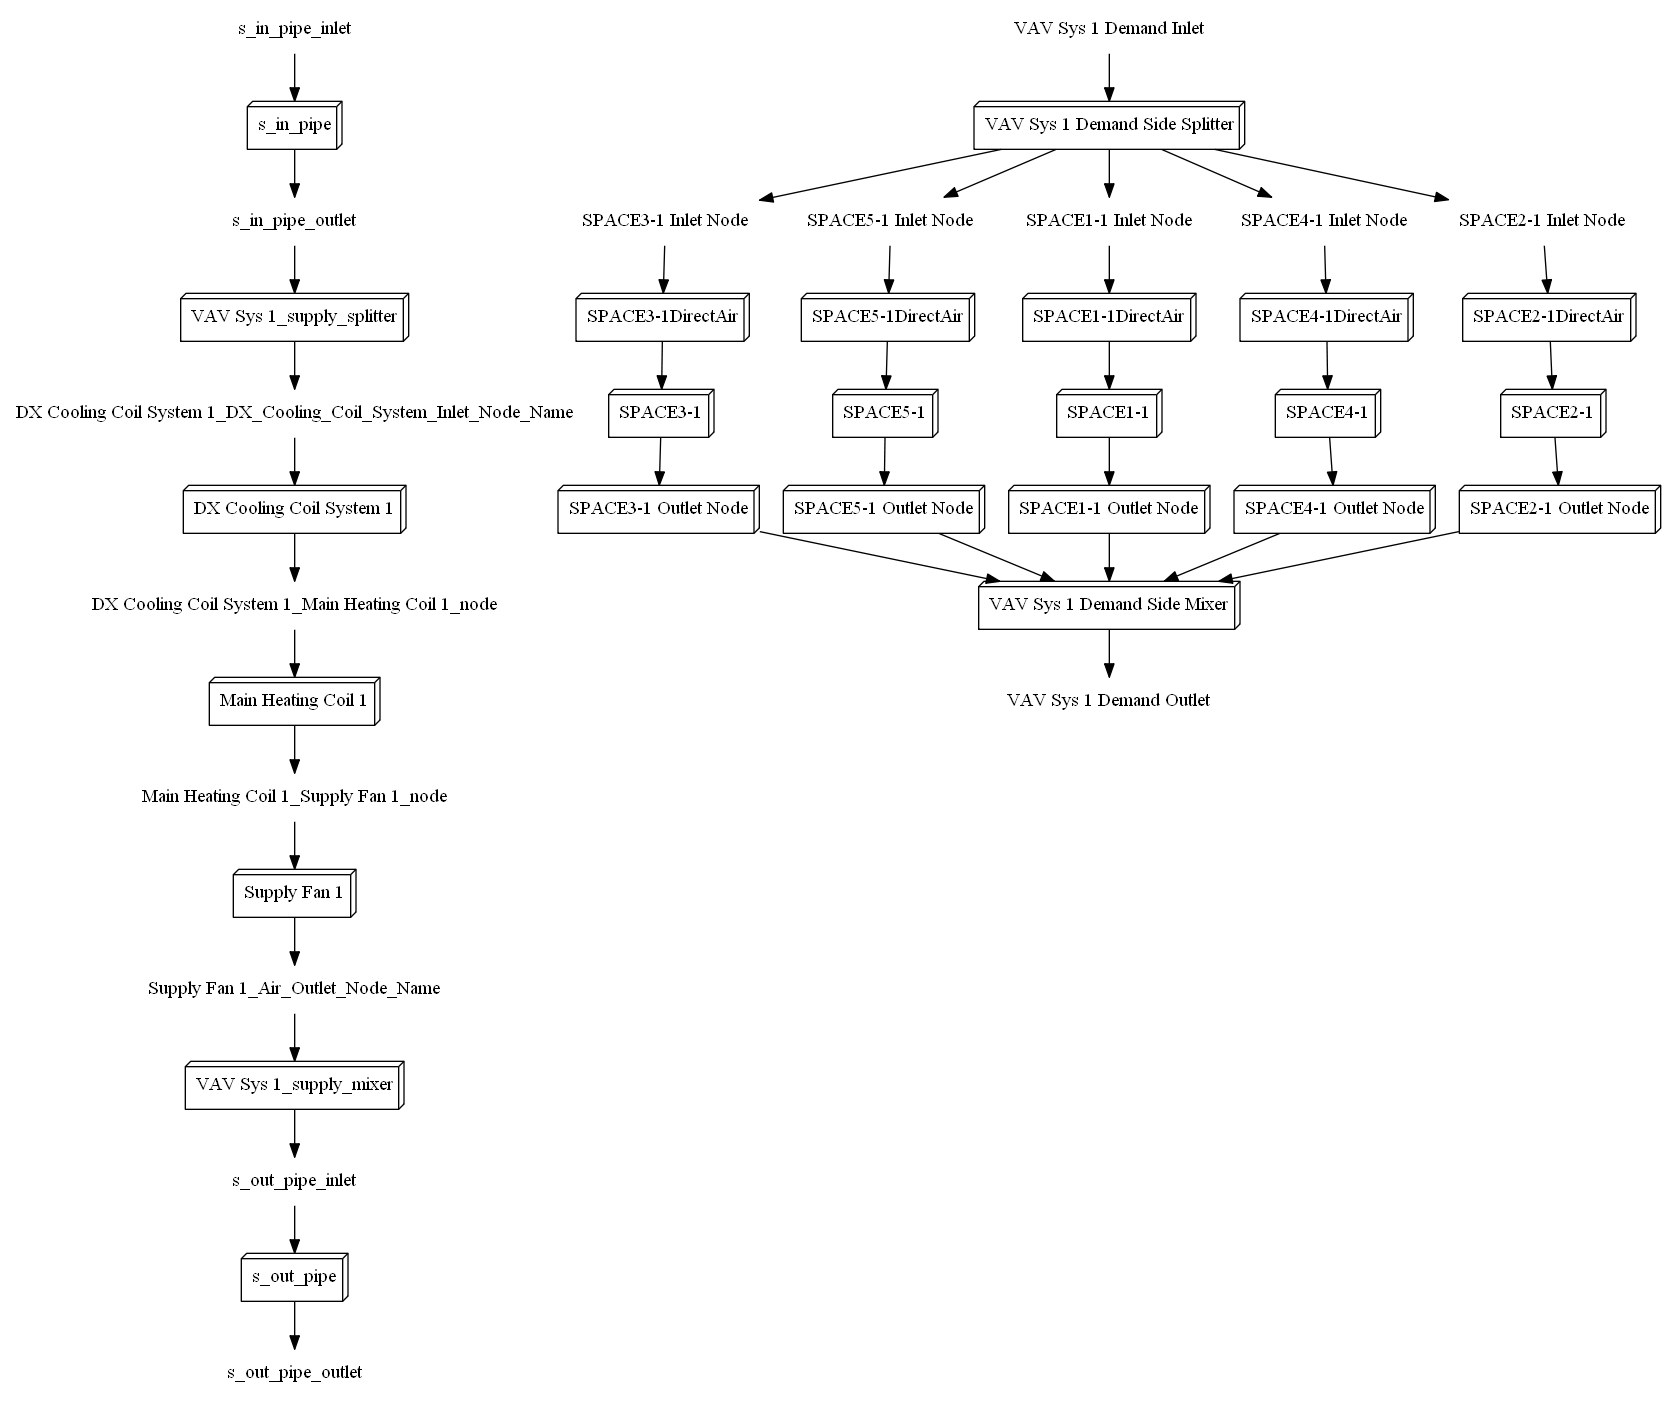 s_in_pipe_inlet
s_in_pipe
s_in_pipe_outlet
VAV Sys 1_supply_splitter
DX Cooling Coil System 1_DX_Cooling_Coil_System_Inlet_Node_Name
DX Cooling Coil System 1
DX Cooling Coil System 1_Main Heating Coil 1_node
Main Heating Coil 1
Main Heating Coil 1_Supply Fan 1_node
Supply Fan 1
Supply Fan 1_Air_Outlet_Node_Name
VAV Sys 1_supply_mixer
s_out_pipe_inlet
s_out_pipe
s_out_pipe_outlet
VAV Sys 1 Demand Inlet
VAV Sys 1 Demand Side Splitter
SPACE3-1 Inlet Node
SPACE5-1 Inlet Node
SPACE1-1 Inlet Node
SPACE4-1 Inlet Node
SPACE2-1 Inlet Node
SPACE3-1DirectAir
SPACE5-1DirectAir
SPACE1-1DirectAir
SPACE4-1DirectAir
SPACE2-1DirectAir
SPACE3-1
SPACE5-1
SPACE1-1
SPACE4-1
SPACE2-1
SPACE3-1 Outlet Node
SPACE5-1 Outlet Node
SPACE1-1 Outlet Node
SPACE4-1 Outlet Node
SPACE2-1 Outlet Node
VAV Sys 1 Demand Side Mixer
VAV Sys 1 Demand Outlet